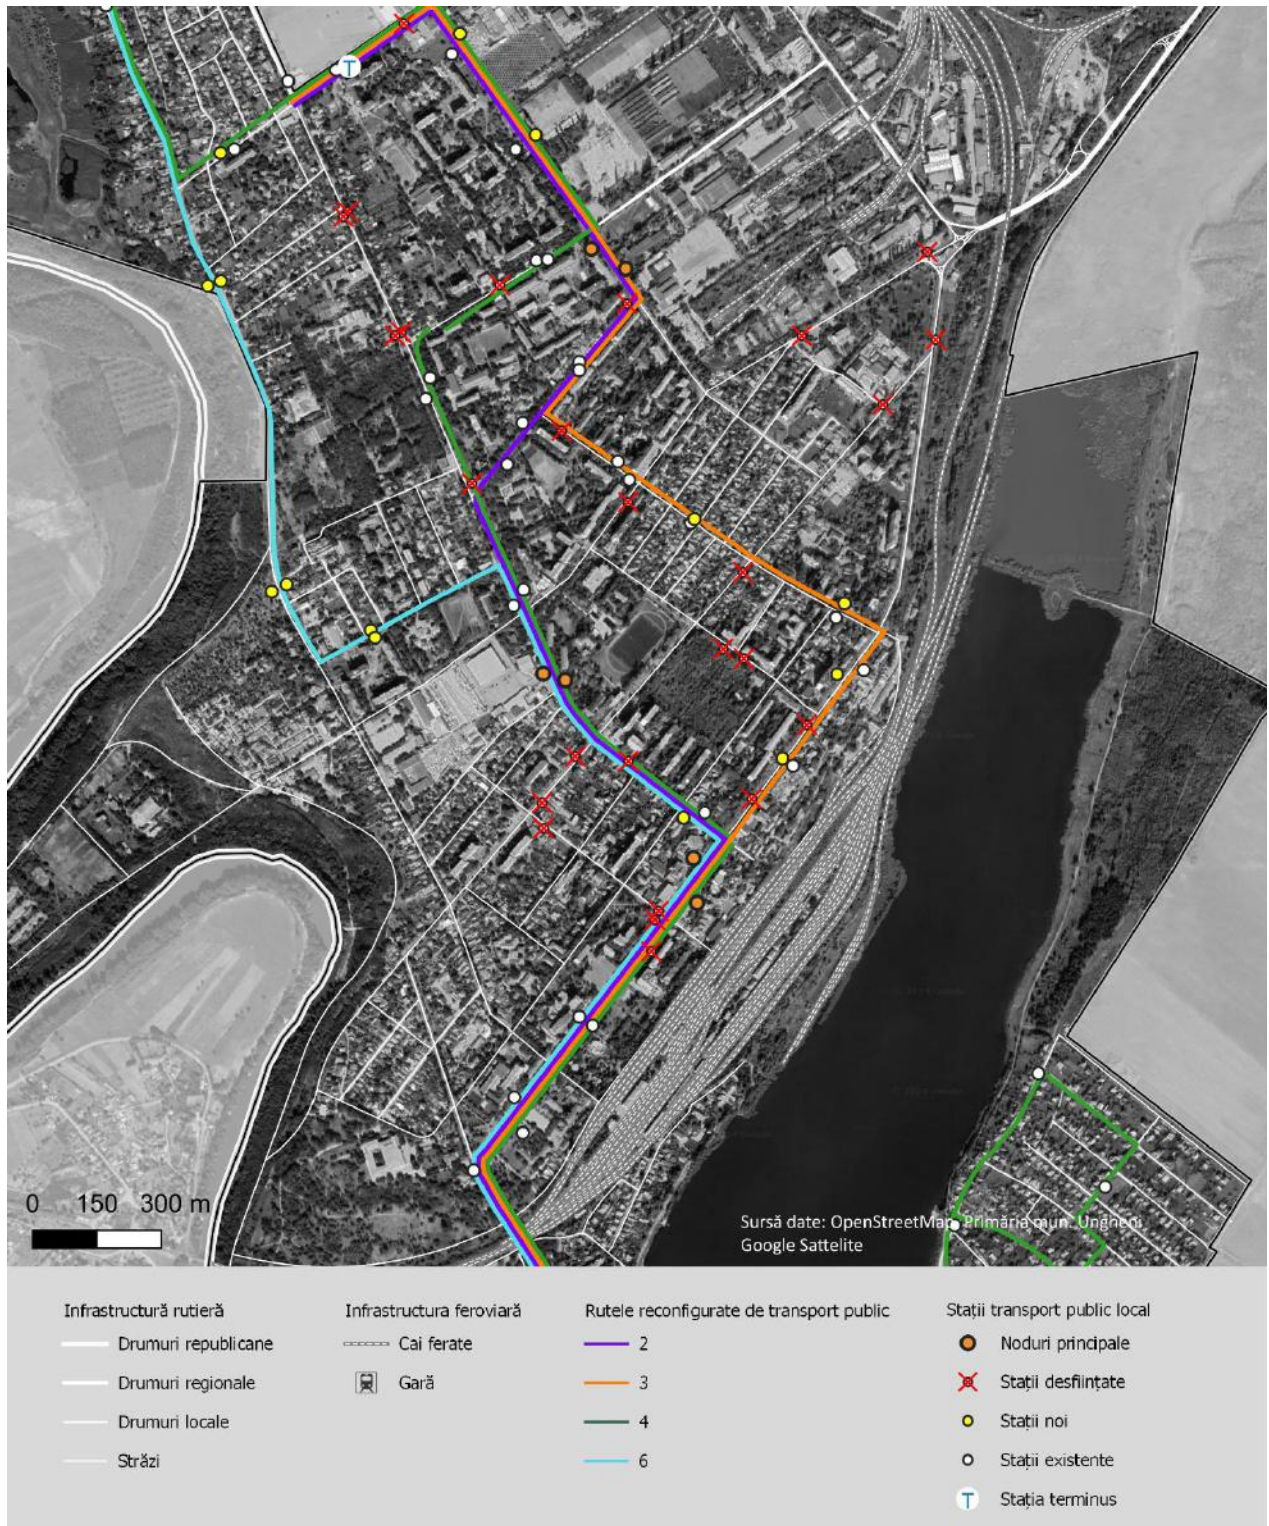 0 150 300 m
Sursă date: OpenStreetMap, Primăria mun. Ungheni
Google Sattelite
Infrastructură rutieră
Drumuri republicane
Drumuri regionale
Drumuri locale
Străzi
Infrastructura feroviară
Cai ferate
Gară
Rutele reconfigurate de transport public
2
3
4
6
Stații transport public local
Noduri principale
Stații desființate
Stații noi
Stații existente
T Stația terminus
T